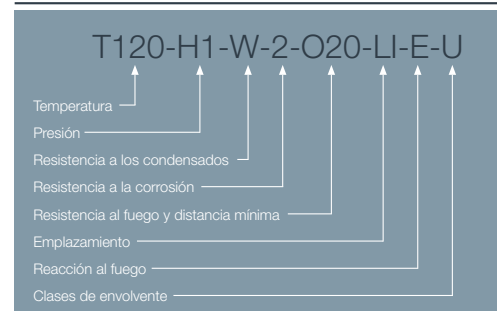 T120-H1-W-2-O20-LI-E-U
Temperatura
Presión
Resistencia a los condensados
Resistencia a la corrosión
Resistencia al fuego y distancia mínima
Emplazamiento
Reacción al fuego
Clases de envolvente